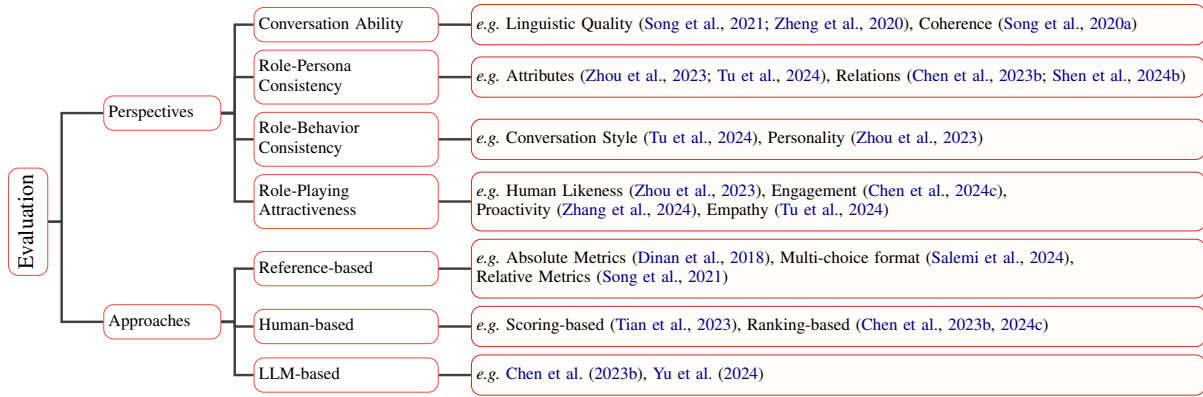 Evaluation
Perspectives
Conversation Ability
e.g. Linguistic Quality (Song et al., 2021; Zheng et al., 2020), Coherence (Song et al., 2020a)
Role-Persona
Consistency
e.g. Attributes (Zhou et al., 2023; Tu et al., 2024), Relations (Chen et al., 2023b; Shen et al., 2024b)
Role-Behavior
Consistency
e.g. Conversation Style (Tu et al., 2024), Personality (Zhou et al., 2023)
Role-Playing
Attractiveness
e.g. Human Likeness (Zhou et al., 2023), Engagement (Chen et al., 2024c),
Proactivity (Zhang et al., 2024), Empathy (Tu et al., 2024)
Approaches
Reference-based
e.g. Absolute Metrics (Dinan et al., 2018), Multi-choice format (Salemi et al., 2024),
Relative Metrics (Song et al., 2021)
Human-based
e.g. Scoring-based (Tian et al., 2023), Ranking-based (Chen et al., 2023b, 2024c)
LLM-based
e.g. Chen et al. (2023b), Yu et al. (2024)